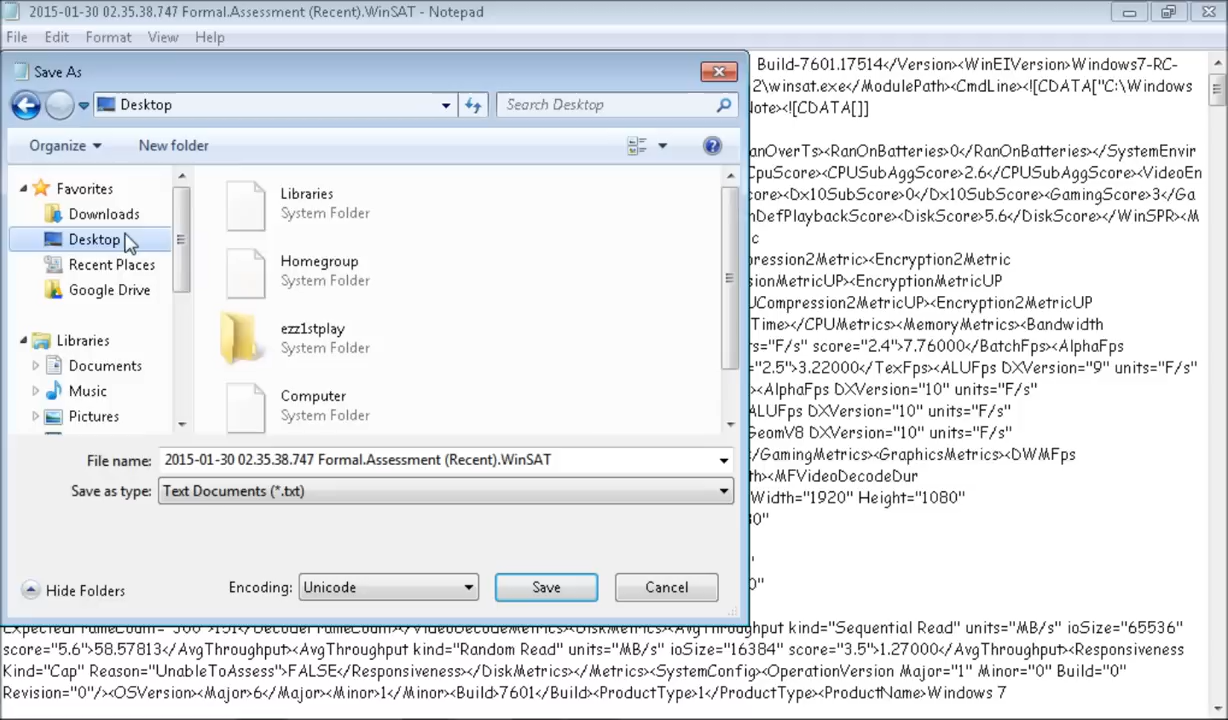 2015-01-30 02.35.38.747 Formal.Assessment (Recent).WinSAT - Notepad
File Edit Format View Help
Save As
Desktop
Search Desktop
Organize
New folder
Favorites
Downloads
Desktop
Recent Places
Google Drive
Libraries
Documents
Music
Pictures
Libraries
System Folder
Homegroup
System Folder
ezz1stplay
System Folder
Computer
System Folder
File name: 2015-01-30 02.35.38.747 Formal.Assessment (Recent).WinSAT
Save as type: Text Documents (*.txt)
Hide Folders
Encoding: Unicode
Save
Cancel
Build-7601.17514</Version><WinEIVersion>Windows7-RC-
2\winsat.exe</ModulePath><CmdLine><![CDATA["C:\Windows
Note><![CDATA[]]
anOverTs><RanOnBatteries>0</RanOnBatteries></SystemEnvir
CpuScore><CPUSubAggScore>2.6</CPUSubAggScore><VideoEn
core><Dx10SubScore>0</Dx10SubScore><GamingScore>3</Ga
nDefPlaybackScore><DiskScore>5.6</DiskScore></WinSPR><M
c
pression2Metric><Encryption2Metric
ionMetricUP><EncryptionMetricUP
UCompression2MetricUP><Encryption2MetricUP
Time></CPUMetrics><MemoryMetrics><Bandwidth
="F/s" score="2.4">7.76000</BatchFps><AlphaFps
="2.5">3.22000</TexFps><ALUFps DXVersion="9" units="F/s"
><AlphaFps DXVersion="10" units="F/s"
ALUFps DXVersion="10" units="F/s"
GeomV8 DXVersion="10" units="F/s"
</GamingMetrics><GraphicsMetrics><DWMFps
h><MFVideoDecodeDur
Width="1920" Height="1080"
30"
"
0"
kind="Sequential Read" units="MB/s" ioSize="65536"
score="5.6">58.57813</AvgThroughput><AvgThroughput kind="Random Read" units="MB/s" ioSize="16384" score="3.5">1.27000</AvgThroughput><Responsiveness
Kind="Cap" Reason="UnableToAssess">FALSE</Responsiveness></DiskMetrics></Metrics><SystemConfig><OperationVersion Major="1" Minor="0" Build="0"
Revision="0"/><OSVersion><Major>6</Major><Minor>1</Minor><Build>7601</Build><ProductType>1</ProductType><ProductName>Windows 7